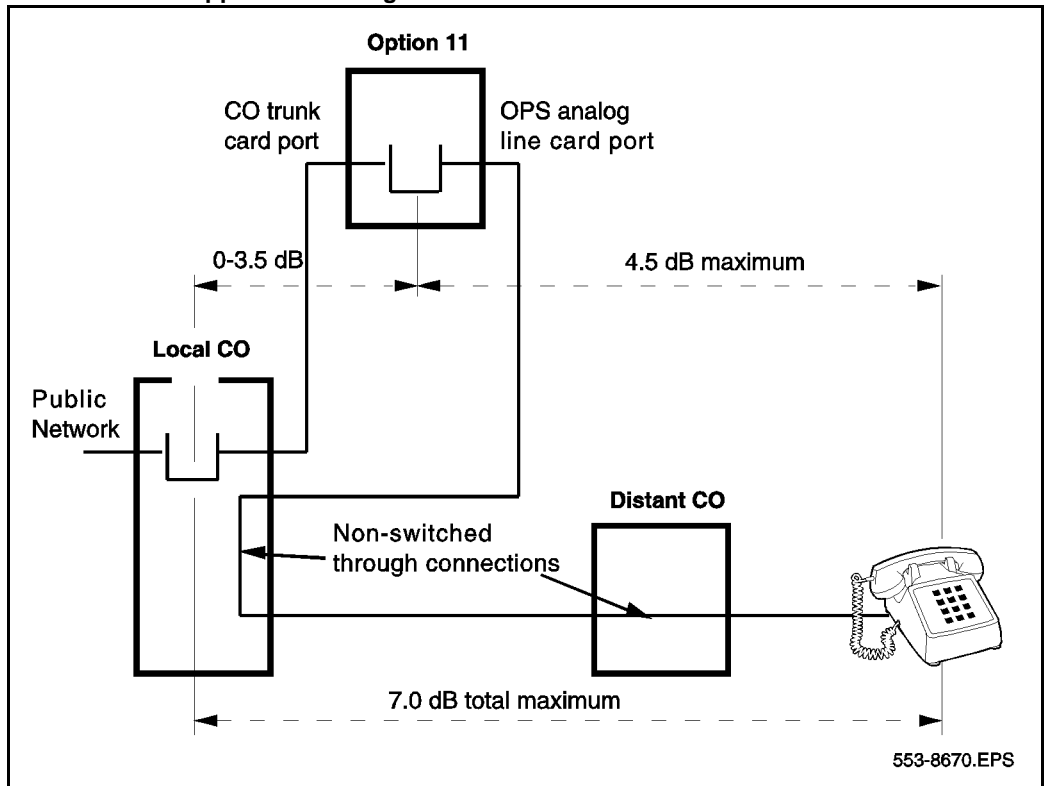 Option 11
CO trunk
card port
OPS analog
line card port
0-3.5 dB
4.5 dB maximum
Local CO
Public
Network
Distant CO
Non-switched
through connections
7.0 dB total maximum
553-8670.EPS